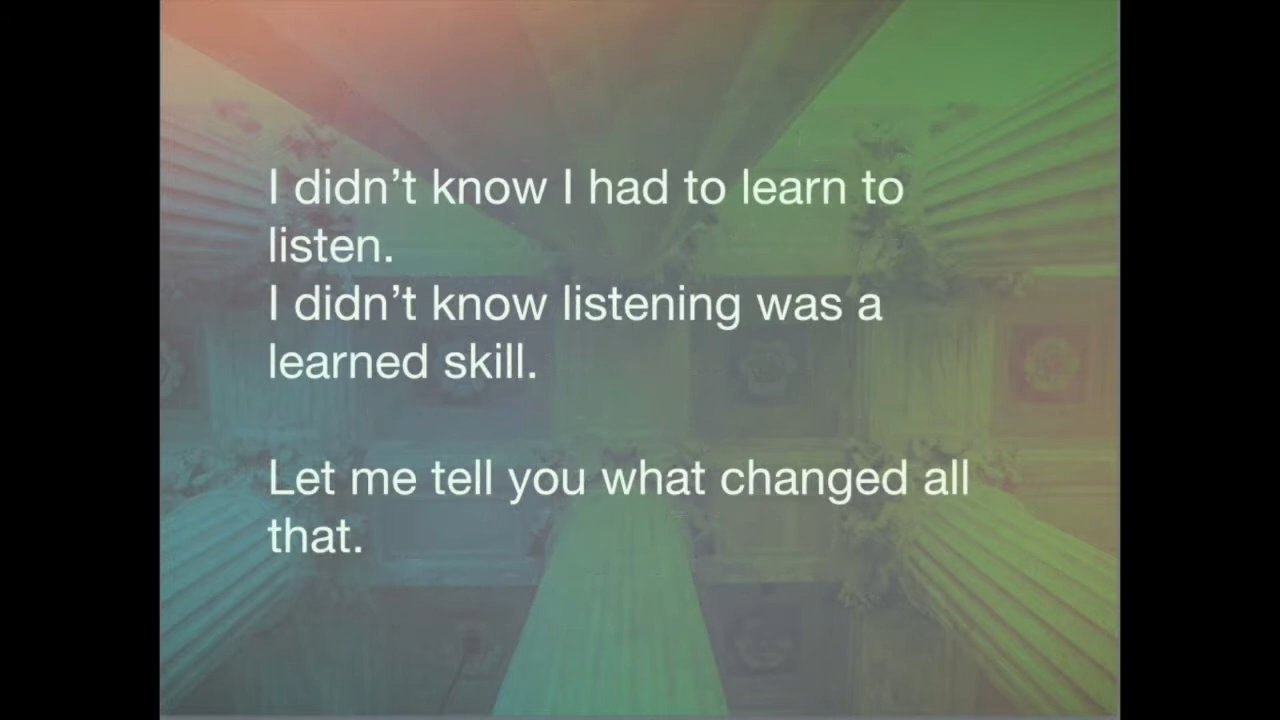 I didn’t know I had to learn to
listen.
I didn’t know listening was a
learned skill.
Let me tell you what changed all
that.